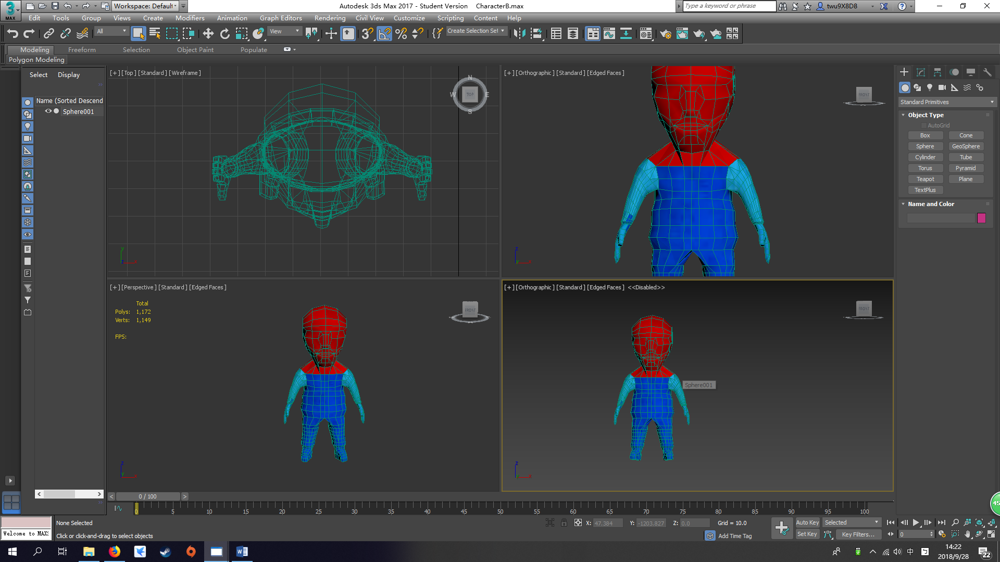 Workspace: Default
Autodesk 3ds Max 2017 - Student Version    CharacterB.max
Type a keyword or phrase
twu9X8D8
MAX
Edit Tools Group Views Create Modifiers Animation Graph Editors Rendering Civil View Customize Scripting Content Help
All
View
Create Selection Set
Modeling Freeform Selection Object Paint Populate
Polygon Modeling
Select Display
Name (Sorted Descend
Sphere001
[+] [Top] [Standard] [Wireframe]
N
W TOP E
S
[+] [Orthographic] [Standard] [Edged Faces]
FRONT
[+] [Perspective] [Standard] [Edged Faces]
Total
Polys: 1,172
Verts: 1,149
FPS:
FRONT
[+] [Orthographic] [Standard] [Edged Faces] <<Disabled>>
FRONT
Sphere001
Standard Primitives
Object Type
AutoGrid
Box Cone
Sphere GeoSphere
Cylinder Tube
Torus Pyramid
Teapot Plane
TextPlus
Name and Color
0 / 100
0 5 10 15 20 25 30 35 40 45 50 55 60 65 70 75 80 85 90 95 100
45
None Selected
Click or click-and-drag to select objects
Welcome to MAX:
X: 47.384 Y: -1203.827 Z: 0.0 Grid = 10.0
Add Time Tag
Auto Key Selected
Set Key Key Filters...
0
中
14:22
2018/9/28
22